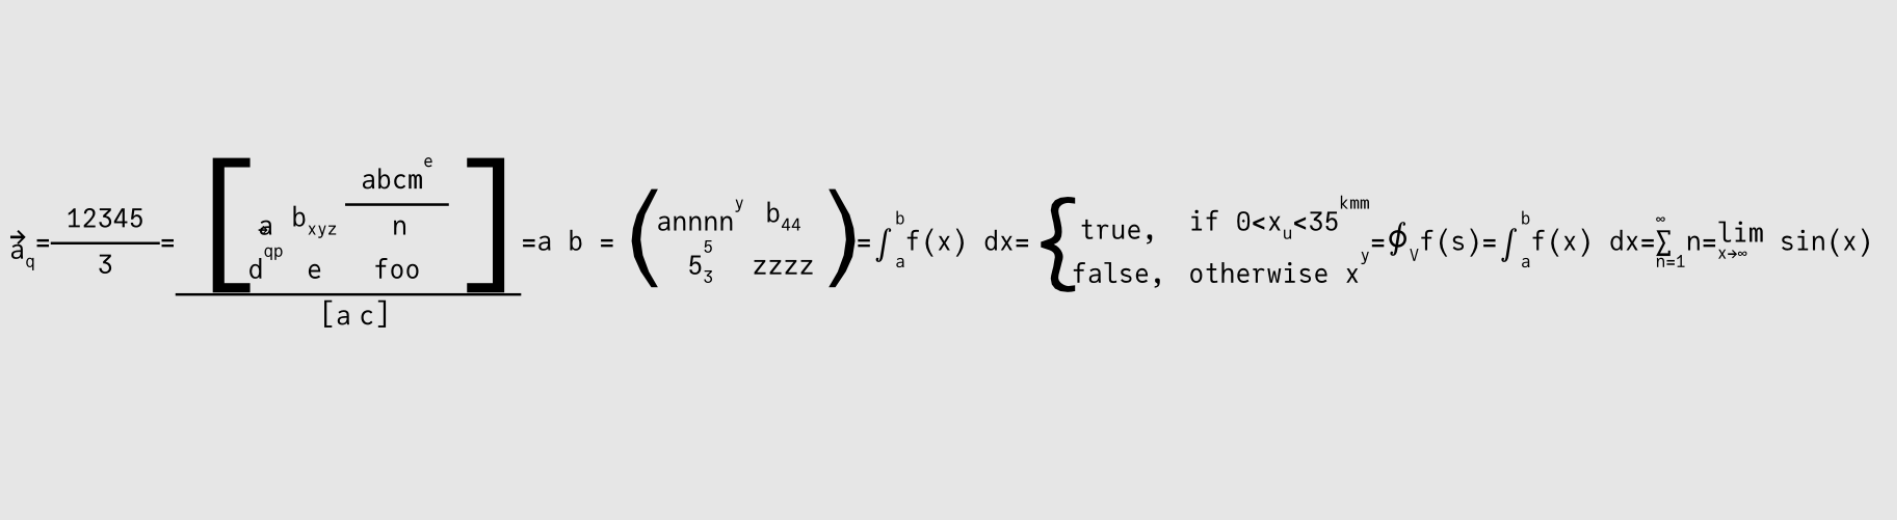 a⃗_q = 12345/3 = [a⃗ b_xyz abcm^e/n; d^qp e foo]/[a c] = a b = (annnn^y b_44; 5_3^5 zzzz) = ∫_a^b f(x) dx = { true, if 0<x_u<35^kmm; false, otherwise x^y = ∮_V f(s) = ∫_a^b f(x) dx = ∑_{n=1}^∞ n = lim_{x→∞} sin(x)